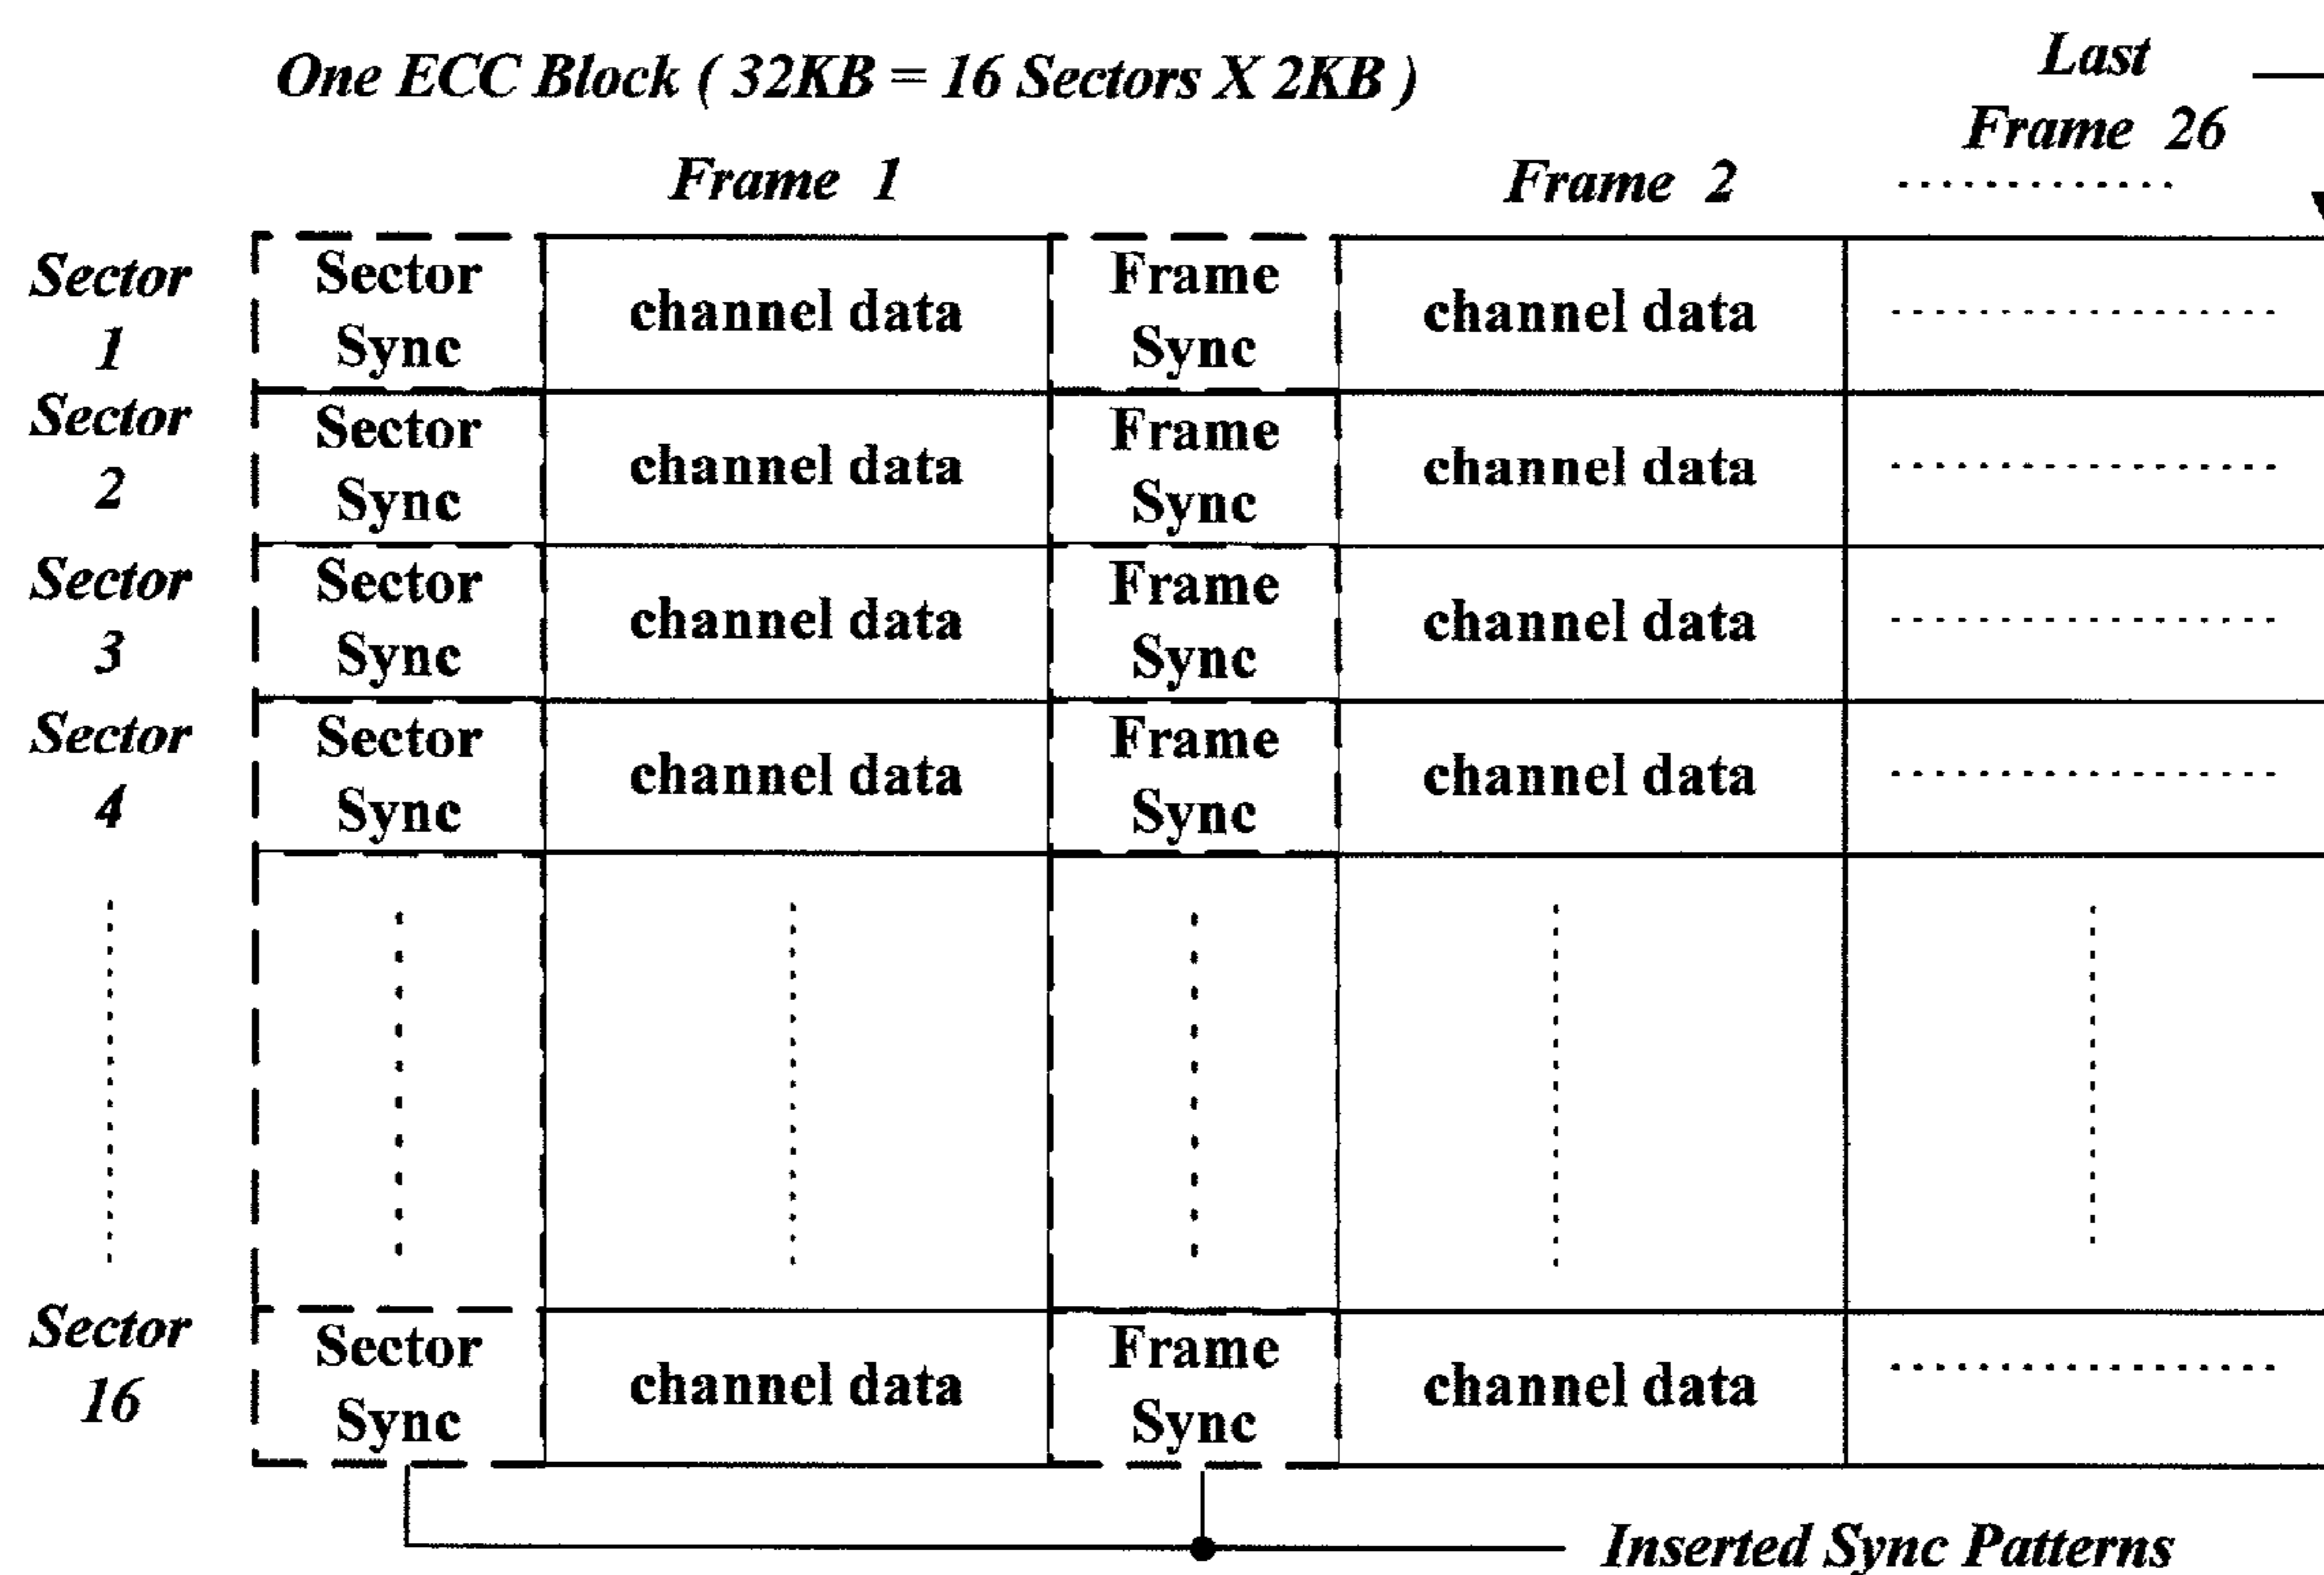 One ECC Block ( 32KB = 16 Sectors X 2KB )
Last
Frame 26
Frame 1
Frame 2
Sector
1
Sector
Sync
channel data
Frame
Sync
channel data
Sector
2
Sector
Sync
channel data
Frame
Sync
channel data
Sector
3
Sector
Sync
channel data
Frame
Sync
channel data
Sector
4
Sector
Sync
channel data
Frame
Sync
channel data
Sector
16
Sector
Sync
channel data
Frame
Sync
channel data
Inserted Sync Patterns